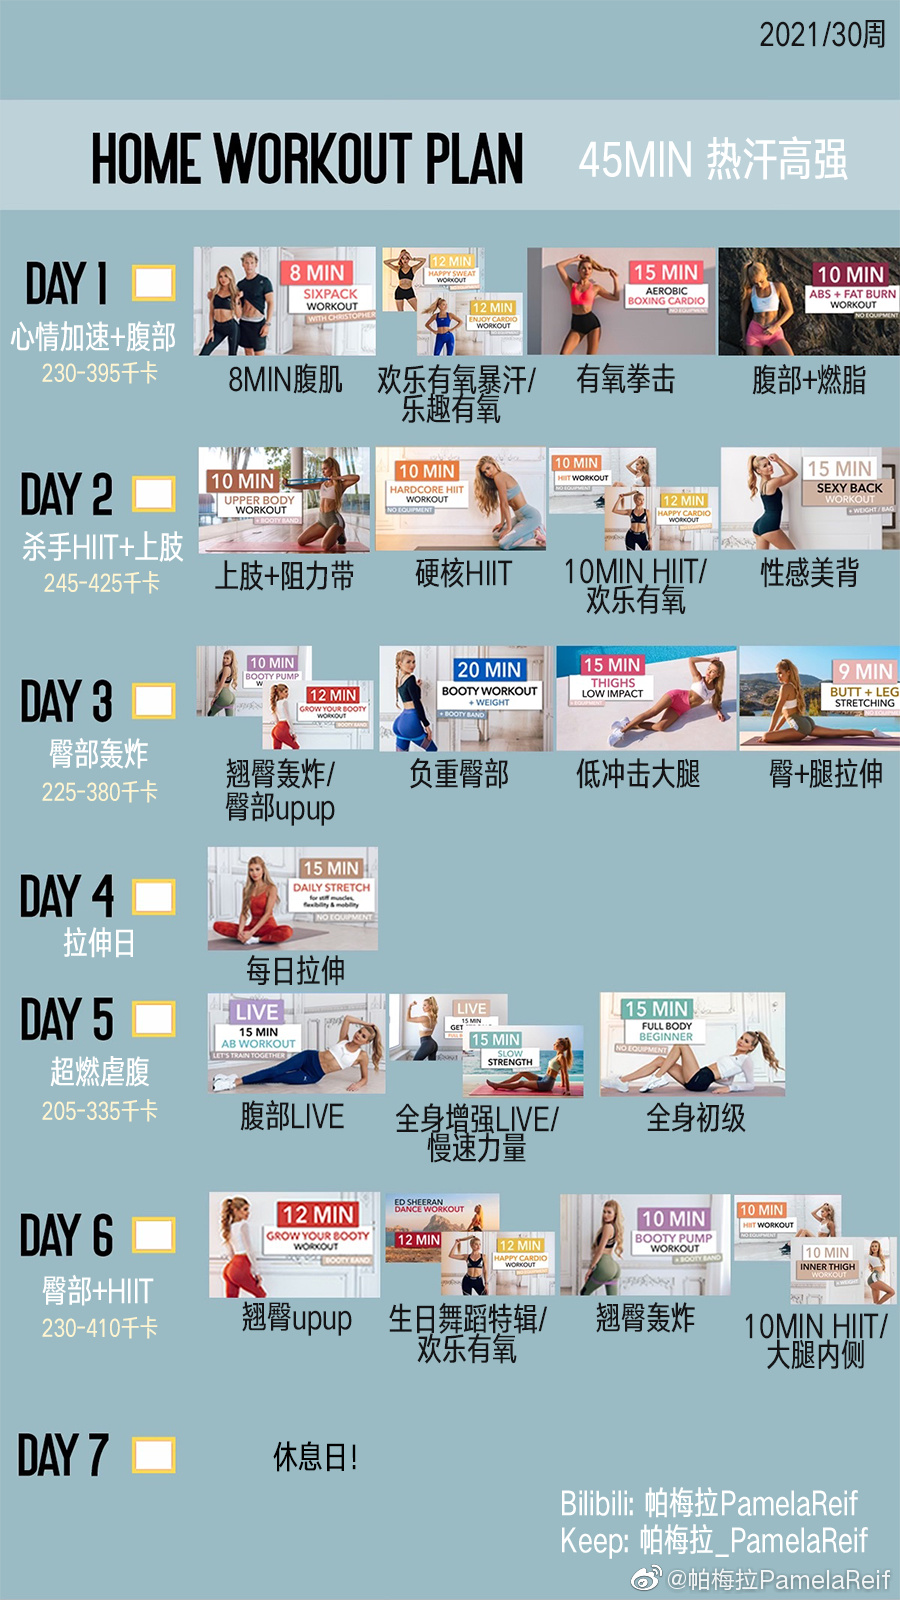 2021/30周
HOME WORKOUT PLAN 45MIN 热汗高强
DAY 1
心情加速+腹部
230-395千卡
8 MIN
SIXPACK
WORKOUT
WITH CHRISTOPHER
8MIN腹肌
12 MIN
HAPPY SWEAT
WORKOUT
12 MIN
ENJOY CARDIO
WORKOUT
欢乐有氧暴汗/
乐趣有氧
15 MIN
AEROBIC
BOXING CARDIO
NO EQUIPMENT
有氧拳击
10 MIN
ABS + FAT BURN
WORKOUT
NO EQUIPMENT
腹部+燃脂
DAY 2
杀手HIIT+上肢
245-425千卡
10 MIN
UPPER BODY
WORKOUT
+ BOOTY BAND
上肢+阻力带
10 MIN
HARDCORE HIIT
WORKOUT
NO EQUIPMENT
硬核HIIT
10 MIN
HIIT WORKOUT
NO EQUIPMENT
12 MIN
HAPPY CARDIO
WORKOUT
10MIN HIIT/
欢乐有氧
15 MIN
SEXY BACK
WORKOUT
+ WEIGHT / BAG
性感美背
DAY 3
臀部轰炸
225-380千卡
10 MIN
BOOTY PUMP
W
12 MIN
GROW YOUR BOOTY
WORKOUT
BOOTY BAND
翘臀轰炸/
臀部upup
20 MIN
BOOTY WORKOUT
+ WEIGHT
+ BOOTY BAND
负重臀部
15 MIN
THIGHS
LOW IMPACT
低冲击大腿
9 MIN
BUTT + LEG
STRETCHING
臀+腿拉伸
DAY 4
拉伸日
15 MIN
DAILY STRETCH
for stiff muscles,
flexibility & mobility
NO EQUIPMENT
每日拉伸
DAY 5
超燃虐腹
205-335千卡
LIVE
15 MIN
AB WORKOUT
LET'S TRAIN TOGETHER
腹部LIVE
LIVE
15 MIN
GET
FULL B
15 MIN
SLOW
STRENGTH
全身增强LIVE/
慢速力量
15 MIN
FULL BODY
BEGINNER
NO EQUIPMENT
全身初级
DAY 6
臀部+HIIT
230-410千卡
12 MIN
GROW YOUR BOOTY
WORKOUT
BOOTY BAND
翘臀upup
ED SHEERAN
DANCE WORKOUT
12 MIN
12 MIN
HAPPY CARDIO
WORKOUT
生日舞蹈特辑/
欢乐有氧
10 MIN
BOOTY PUMP
WORKOUT
+ BOOTY BAND
翘臀轰炸
10 MIN
HIIT WORKOUT
NO EQUIPMENT
10 MIN
INNER THIGH
WORKOUT
10MIN HIIT/
大腿内侧
DAY 7
休息日!
Bilibili: 帕梅拉PamelaReif
Keep: 帕梅拉_PamelaReif
@帕梅拉PamelaReif